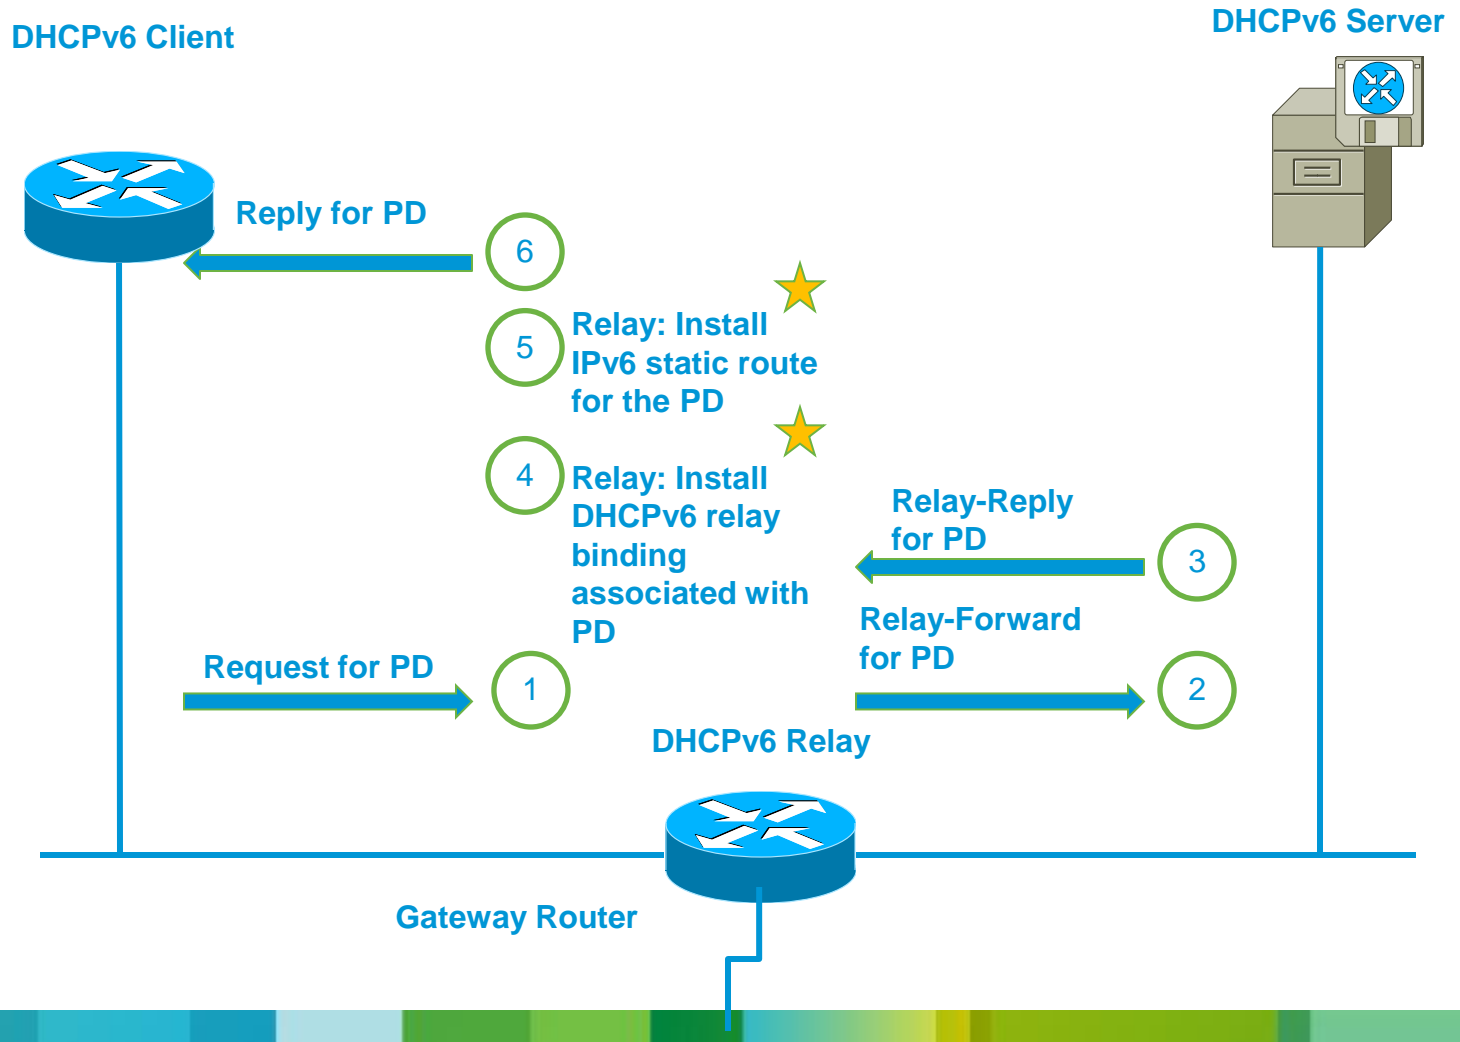 DHCPv6 Client
DHCPv6 Server
Reply for PD
6
5
Relay: Install
IPv6 static route
for the PD
4
Relay: Install
DHCPv6 relay
binding
associated with
PD
Relay-Reply
for PD
3
Relay-Forward
for PD
2
Request for PD
1
DHCPv6 Relay
Gateway Router